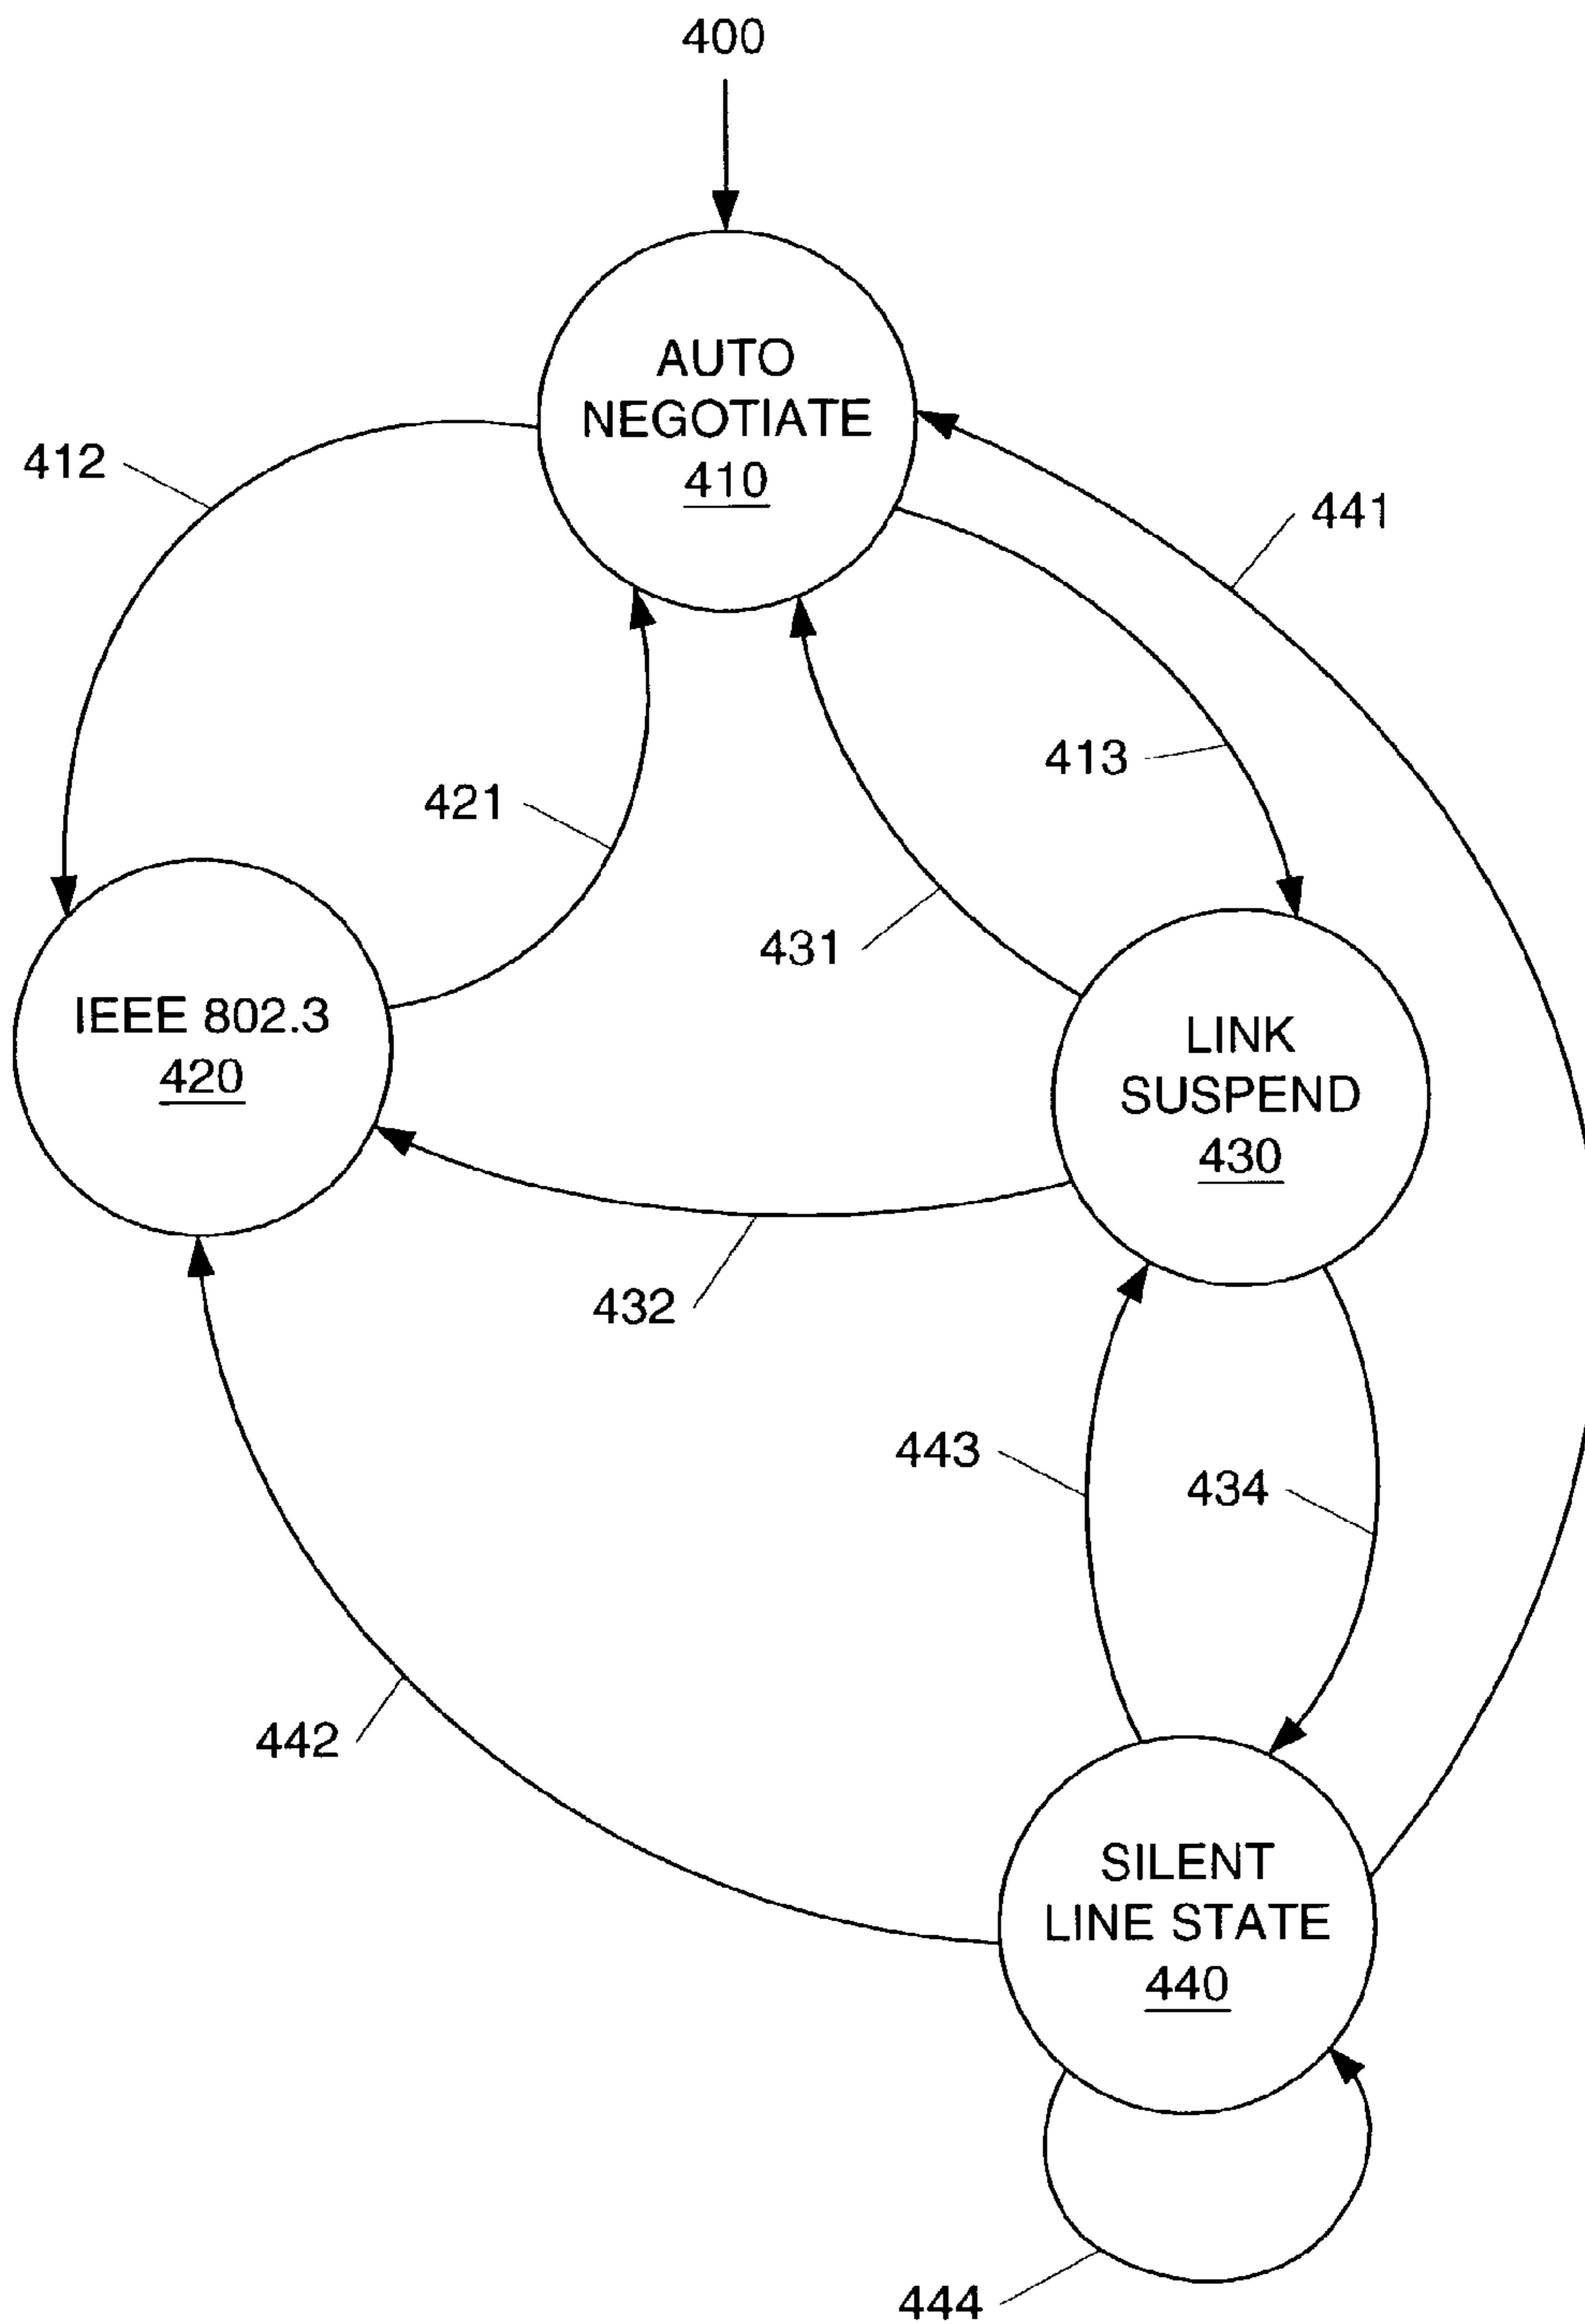 400
AUTO
NEGOTIATE
410
412
441
413
421
431
IEEE 802.3
420
LINK
SUSPEND
430
432
443
434
442
SILENT
LINE STATE
440
444